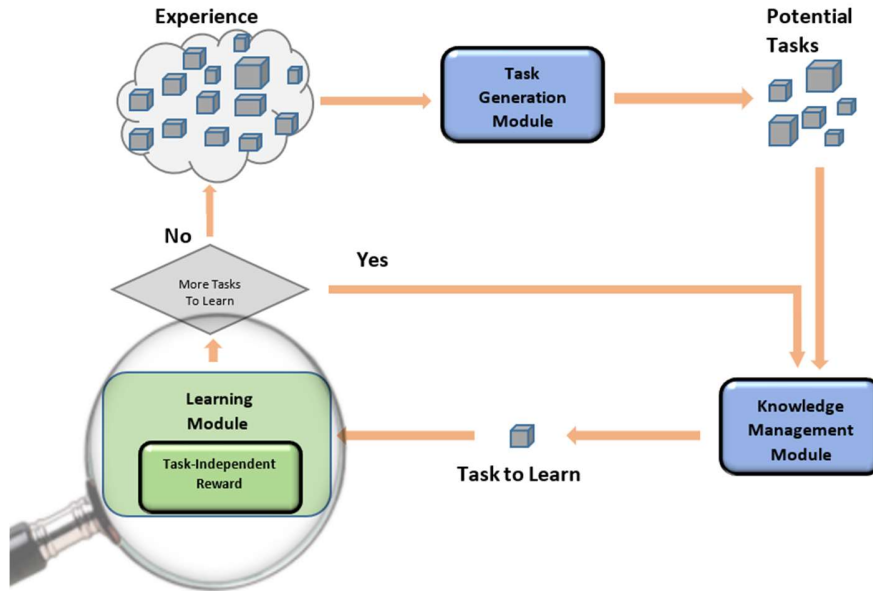 Experience
Potential
Tasks
Task
Generation
Module
No
Yes
More Tasks
To Learn
Learning
Module
Task-Independent
Reward
Task to Learn
Knowledge
Management
Module